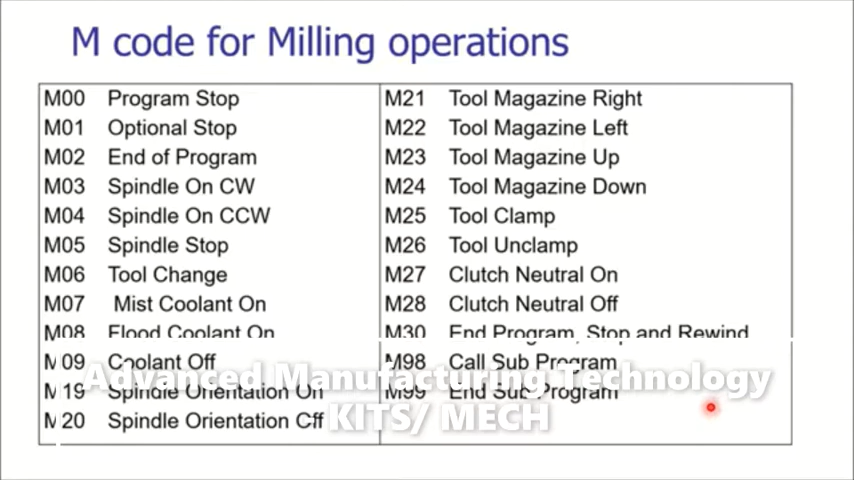 M code for Milling operations
M00 Program Stop
M01 Optional Stop
M02 End of Program
M03 Spindle On CW
M04 Spindle On CCW
M05 Spindle Stop
M06 Tool Change
M07 Mist Coolant On
M08 Flood Coolant On
M09 Coolant Off
M19 Spindle Orientation On
M20 Spindle Orientation Off
M21 Tool Magazine Right
M22 Tool Magazine Left
M23 Tool Magazine Up
M24 Tool Magazine Down
M25 Tool Clamp
M26 Tool Unclamp
M27 Clutch Neutral On
M28 Clutch Neutral Off
M30 End Program, Stop and Rewind
M98 Call Sub Program
M99 End Sub Program
Advanced Manufacturing Technology
KITS/ MECH